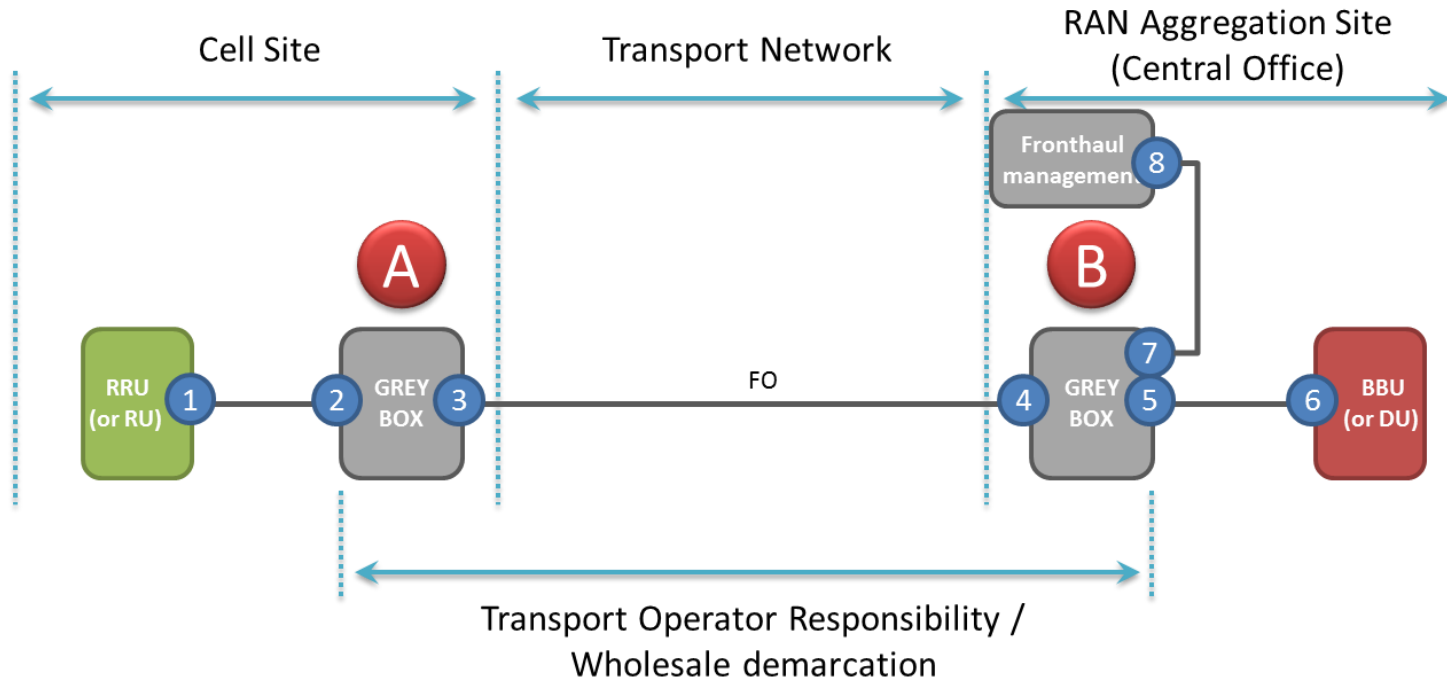 Cell Site
Transport Network
RAN Aggregation Site
(Central Office)
Fronthaul
management
8
A
B
RRU
(or RU)
1
2
GREY
BOX
3
FO
4
GREY
BOX
7
5
6
BBU
(or DU)
Transport Operator Responsibility /
Wholesale demarcation